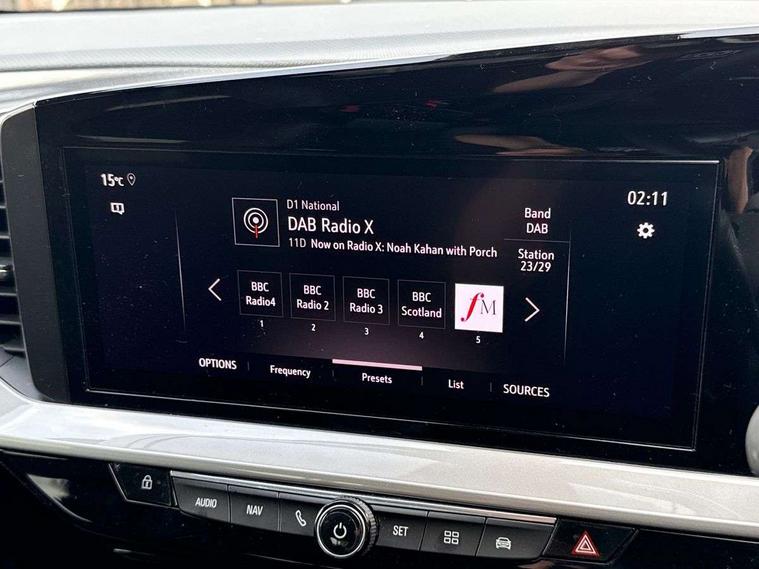 15°C
02:11
D1 National
DAB Radio X
11D Now on Radio X: Noah Kahan with Porch
Band
DAB
Station
23/29
BBC
Radio4
BBC
Radio 2
BBC
Radio 3
BBC
Scotland
fM
1
2
3
4
5
OPTIONS
Frequency
Presets
List
SOURCES
AUDIO
NAV
SET